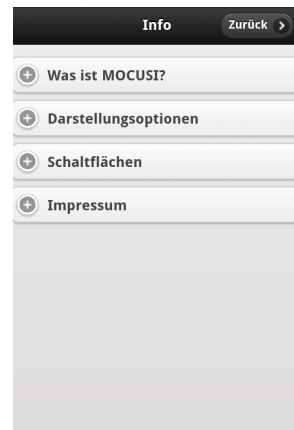 Info
Zurück
Was ist MOCUSI?
Darstellungsoptionen
Schaltflächen
Impressum